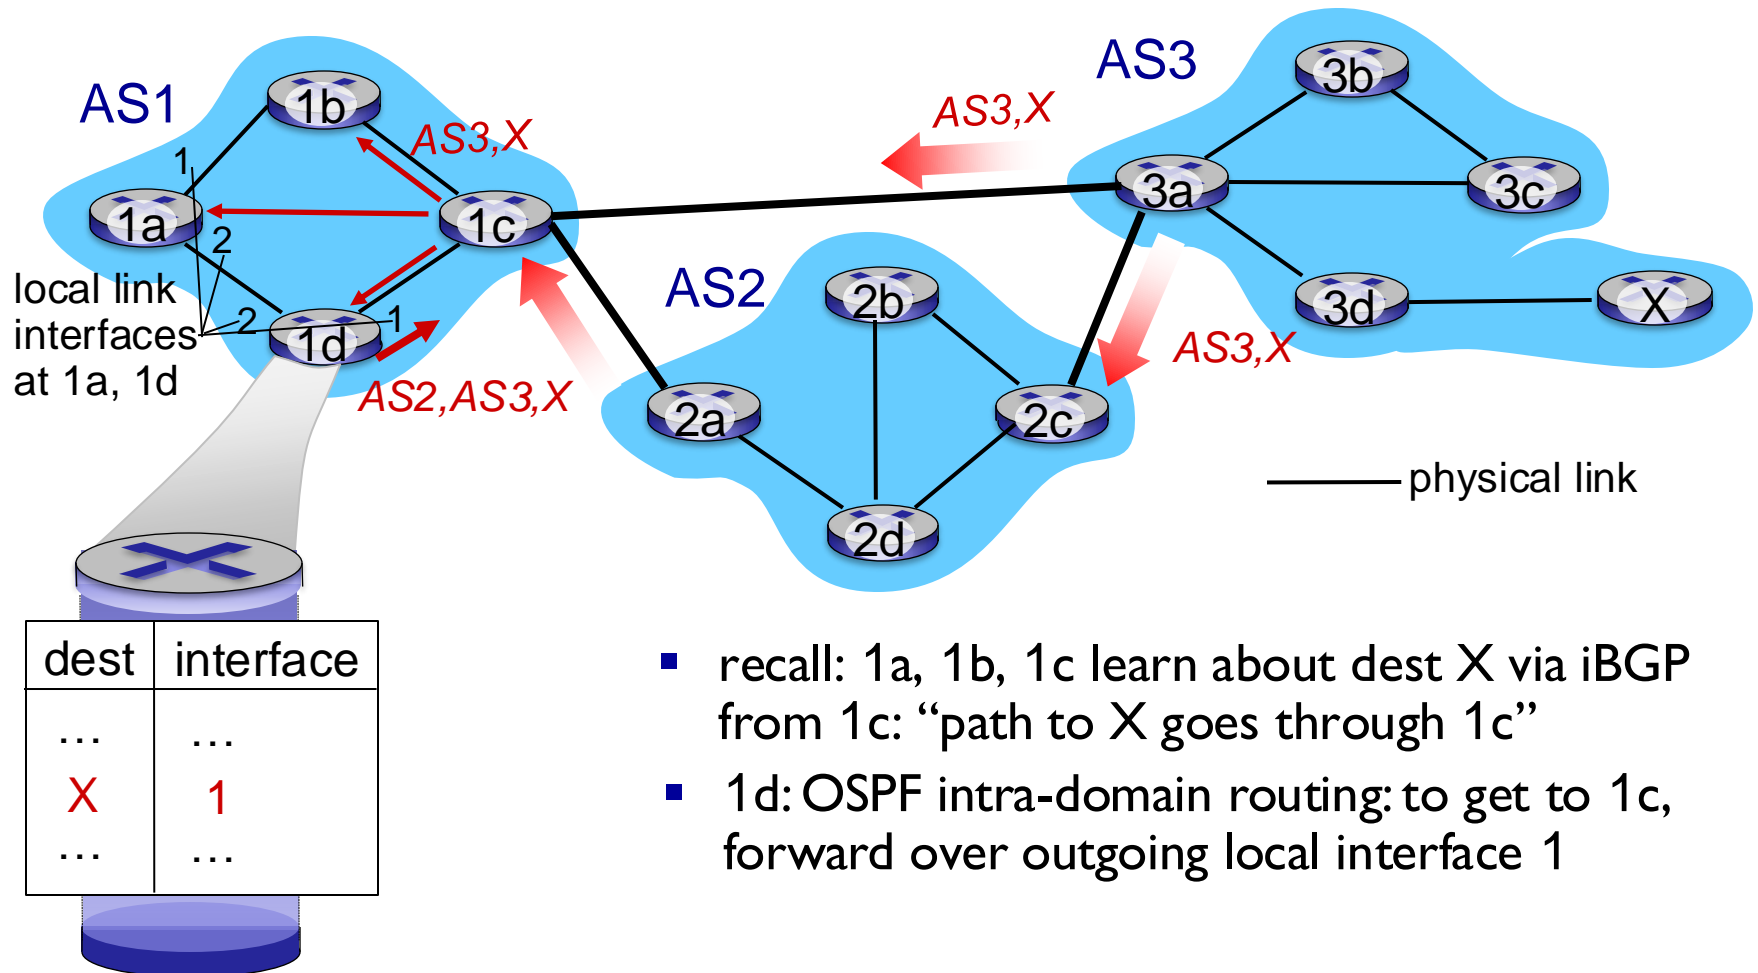 AS1
1b
AS3,X
AS3,X
AS3
3b
1
1a
2
1c
3a
3c
local link
interfaces
at 1a, 1d
2
1
1d
AS2,AS3,X
AS2
2b
AS3,X
3d
X
2a
2c
2d
physical link
dest interface
... ...
X 1
... ...
▪ recall: 1a, 1b, 1c learn about dest X via iBGP
from 1c: “path to X goes through 1c”
▪ 1d: OSPF intra-domain routing: to get to 1c,
forward over outgoing local interface 1